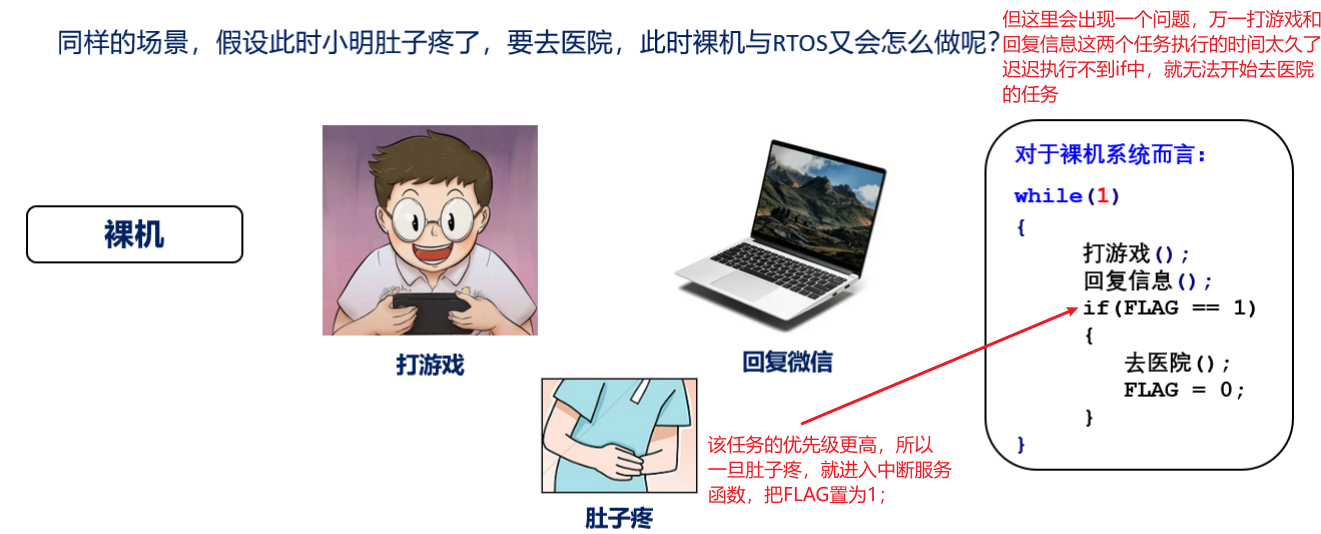 同样的场景，假设此时小明肚子疼了，要去医院，此时裸机与RTOS又会怎么做呢？
但这里会出现一个问题，万一打游戏和
回复信息这两个任务执行的时间太久了
迟迟执行不到if中，就无法开始去医院
的任务
裸机
打游戏
回复微信
肚子疼
该任务的优先级更高，所以
一旦肚子疼，就进入中断服务
函数，把FLAG置为1；
对于裸机系统而言：
while(1)
{
打游戏();
回复信息();
if(FLAG == 1)
{
去医院();
FLAG = 0;
}
}